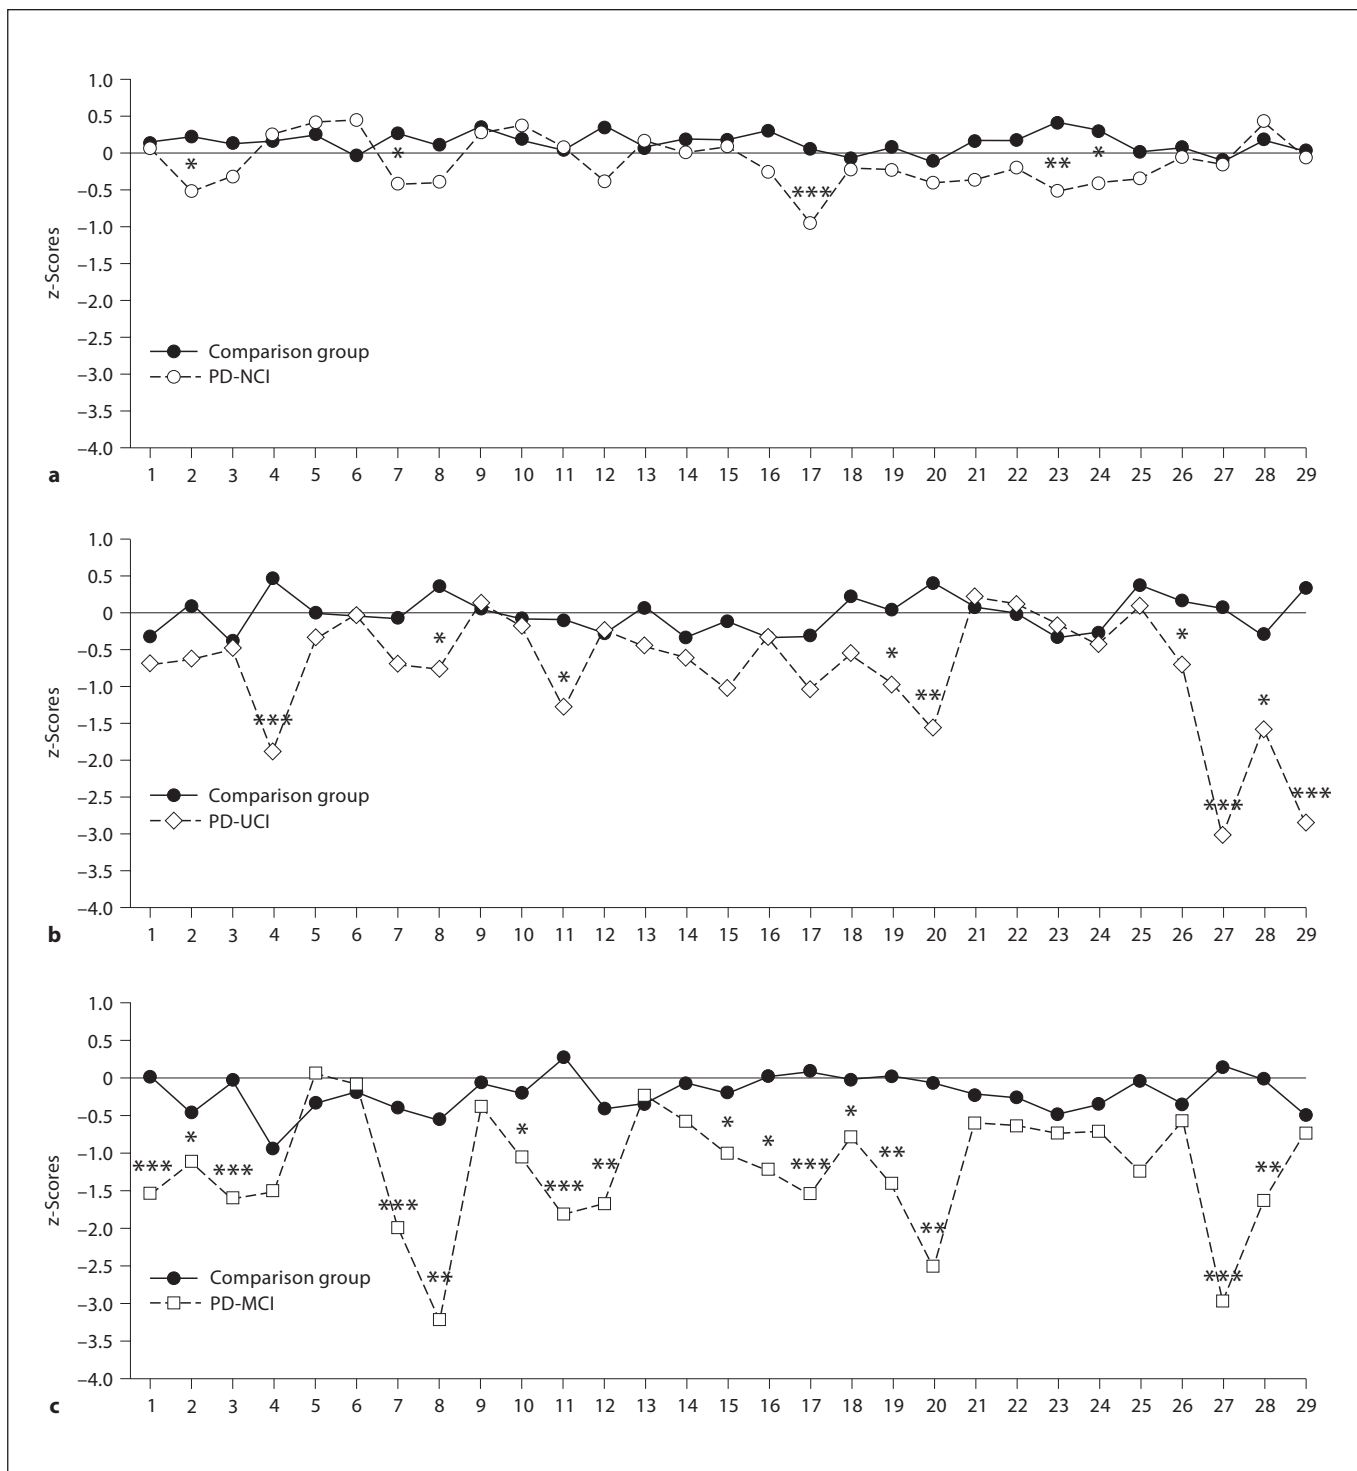 1.0
0.5
0
–0.5
–1.0
–1.5
–2.0
–2.5
–3.0
–3.5
–4.0
z-Scores
* * *** ** *
Comparison group
PD-NCI
a
1 2 3 4 5 6 7 8 9 10 11 12 13 14 15 16 17 18 19 20 21 22 23 24 25 26 27 28 29
1.0
0.5
0
–0.5
–1.0
–1.5
–2.0
–2.5
–3.0
–3.5
–4.0
z-Scores
*** * * * ** * *** * ***
Comparison group
PD-UCI
b
1 2 3 4 5 6 7 8 9 10 11 12 13 14 15 16 17 18 19 20 21 22 23 24 25 26 27 28 29
1.0
0.5
0
–0.5
–1.0
–1.5
–2.0
–2.5
–3.0
–3.5
–4.0
z-Scores
*** * *** *** ** * *** ** * * *** * ** ** *** **
Comparison group
PD-MCI
c
1 2 3 4 5 6 7 8 9 10 11 12 13 14 15 16 17 18 19 20 21 22 23 24 25 26 27 28 29